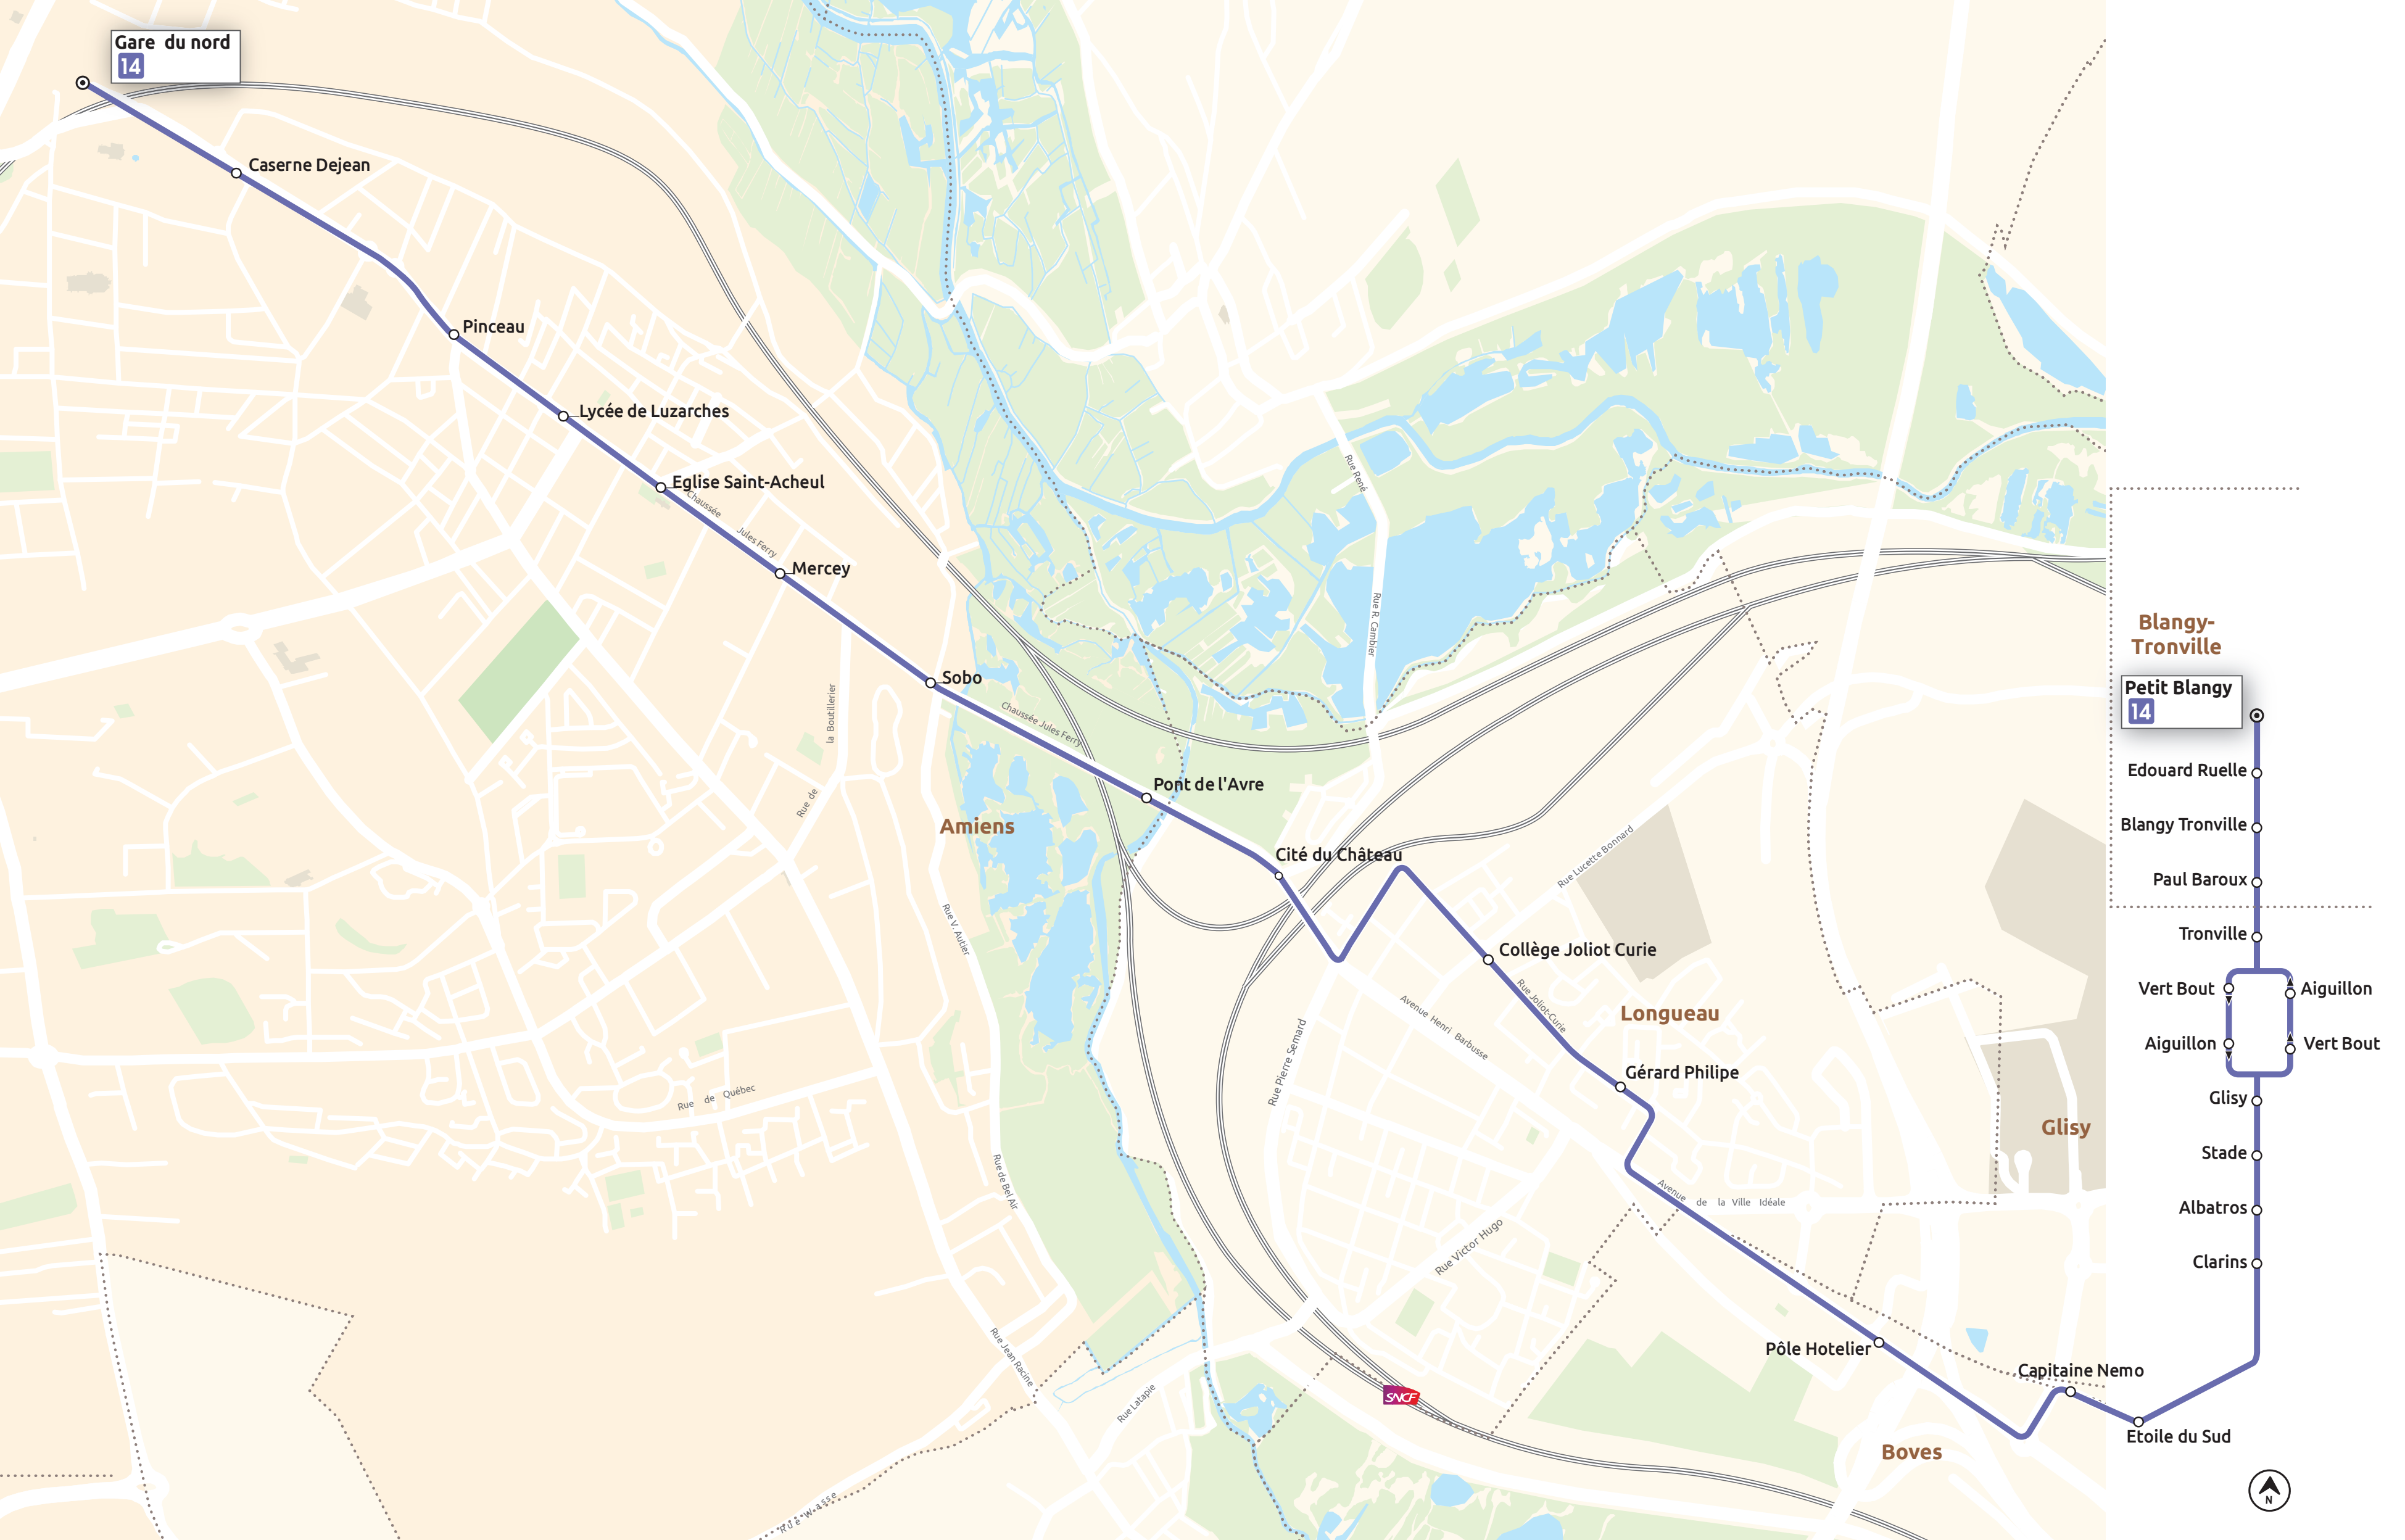 Gare du nord
14
Caserne Dejean
Pinceau
Lycée de Luzarches
Eglise Saint-Acheul
Chaussée Jules Ferry
Mercey
Sobo
Chaussée Jules Ferry
Pont de l'Avre
Cité du Château
Amiens
la Boutillerier
Rue de
Rue V. Autier
Rue de Québec
Rue de Bel Air
Rue Jean Racine
Rue Wasse
Rue Latapie
Rue René
Rue R. Cambier
Rue Lucette Bonnard
Collège Joliot Curie
Rue Joliot-Curie
Avenue Henri Barbusse
Rue Pierre Semard
Longueau
Gérard Philipe
Avenue de la Ville Idéale
Rue Victor Hugo
SNCF
Glisy
Pôle Hotelier
Capitaine Nemo
Etoile du Sud
Boves
Blangy-
Tronville
Petit Blangy
14
Edouard Ruelle
Blangy Tronville
Paul Baroux
Tronville
Vert Bout
Aiguillon
Aiguillon
Vert Bout
Glisy
Stade
Albatros
Clarins
N